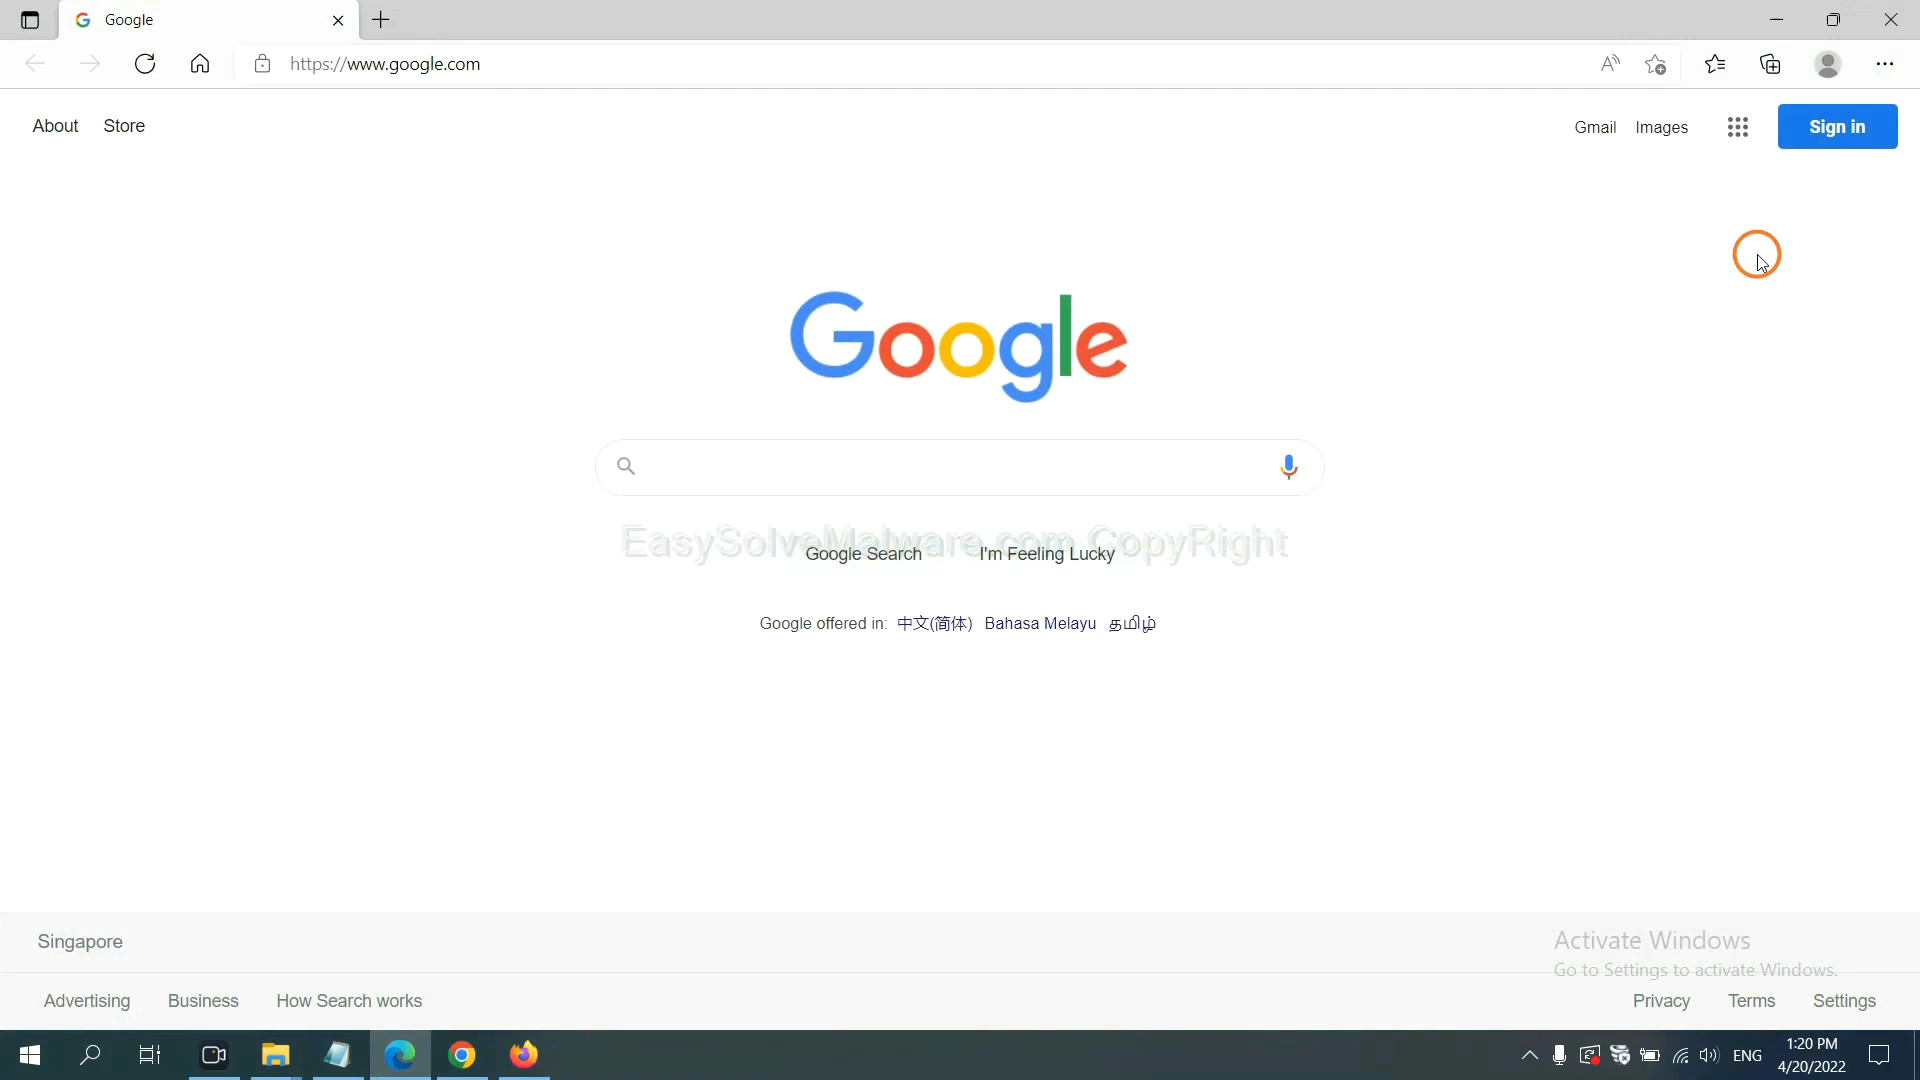 Google
https://www.google.com
About Store
Gmail Images Sign in
Google
EasySolveMalware.com CopyRight
Google Search I'm Feeling Lucky
Google offered in: 中文(简体) Bahasa Melayu தமிழ்
Singapore
Activate Windows
Go to Settings to activate Windows.
Advertising Business How Search works
Privacy Terms Settings
ENG
1:20 PM
4/20/2022